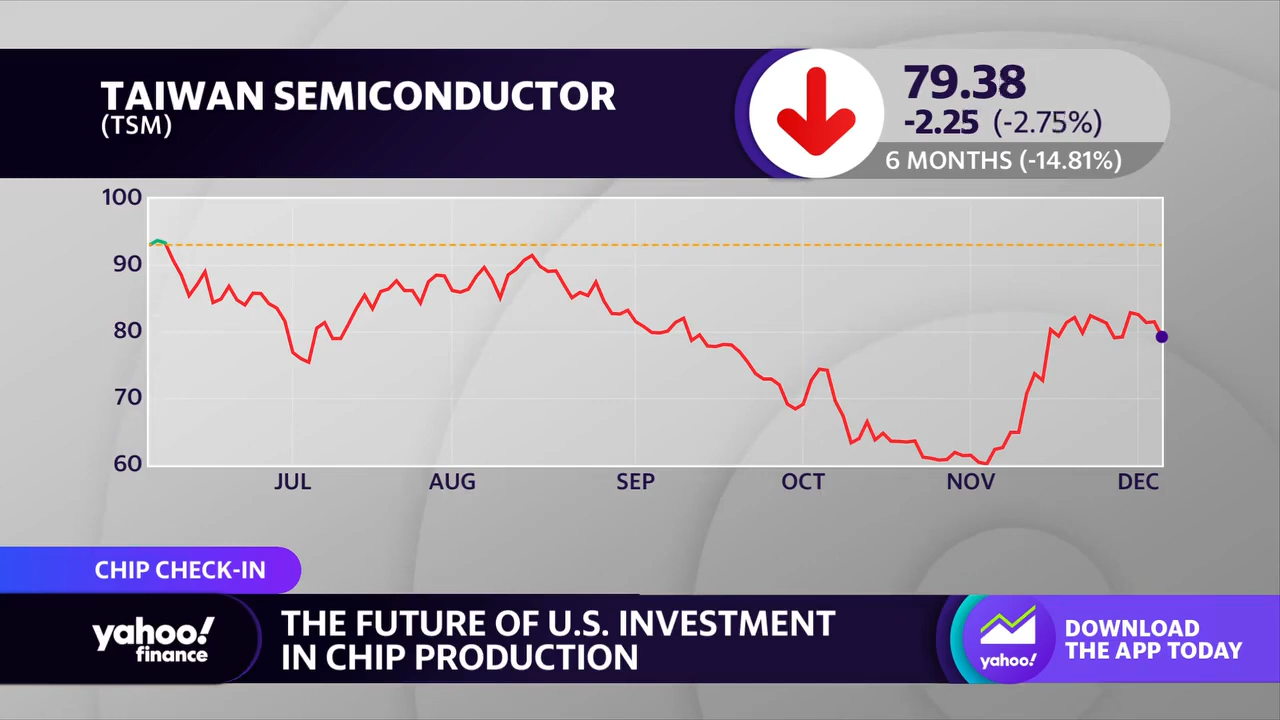 TAIWAN SEMICONDUCTOR
(TSM)
79.38
-2.25 (-2.75%)
6 MONTHS (-14.81%)
100
90
80
70
60
JUL AUG SEP OCT NOV DEC
CHIP CHECK-IN
yahoo!
finance
THE FUTURE OF U.S. INVESTMENT
IN CHIP PRODUCTION
yahoo!
DOWNLOAD
THE APP TODAY